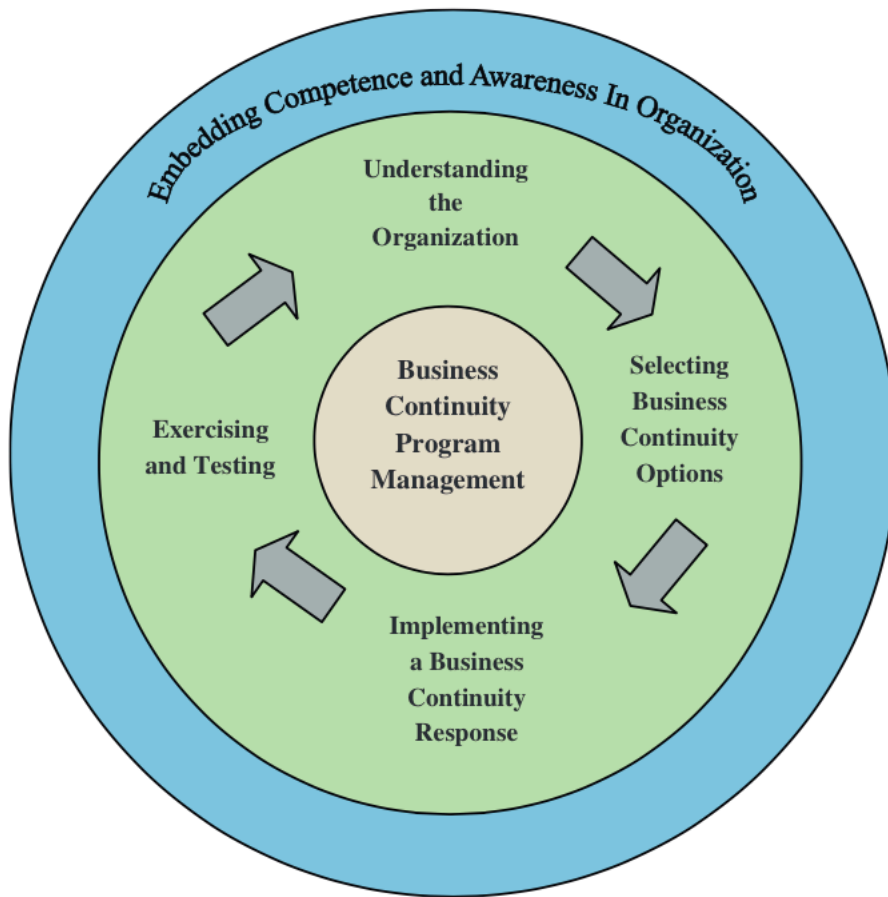 Embedding Competence and Awareness In Organization
Understanding
the
Organization
Selecting
Business
Continuity
Options
Business
Continuity
Program
Management
Exercising
and Testing
Implementing
a Business
Continuity
Response